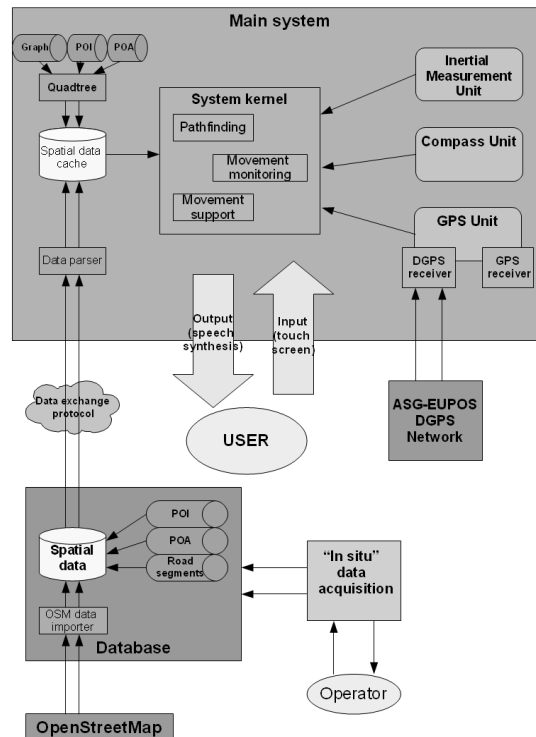 Main system
Graph
POI
POA
Quadtree
Spatial data
cache
Data parser
System kernel
Pathfinding
Movement
monitoring
Movement
support
Inertial
Measurement
Unit
Compass Unit
GPS Unit
DGPS
receiver
GPS
receiver
Output
(speech
synthesis)
Input
(touch
screen)
Data exchange
protocol
USER
ASG-EUPOS
DGPS
Network
POI
POA
Road
segments
Spatial
data
OSM data
importer
Database
“In situ”
data
acquisition
Operator
OpenStreetMap